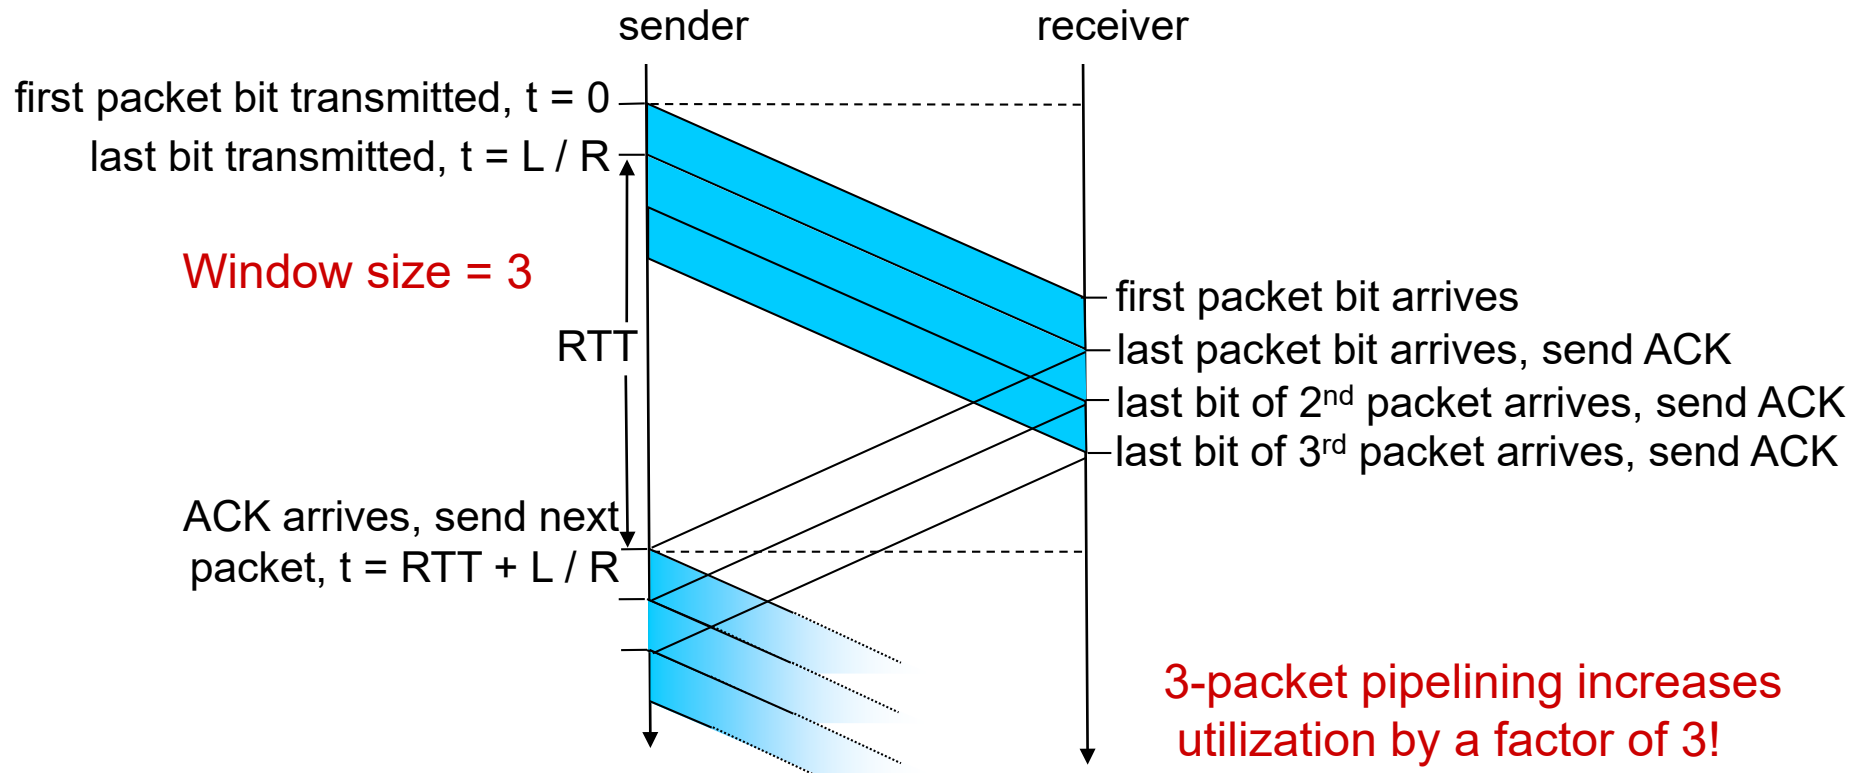 sender
receiver
first packet bit transmitted, t = 0
last bit transmitted, t = L / R
Window size = 3
first packet bit arrives
RTT
last packet bit arrives, send ACK
last bit of 2nd packet arrives, send ACK
last bit of 3rd packet arrives, send ACK
ACK arrives, send next
packet, t = RTT + L / R
3-packet pipelining increases
utilization by a factor of 3!